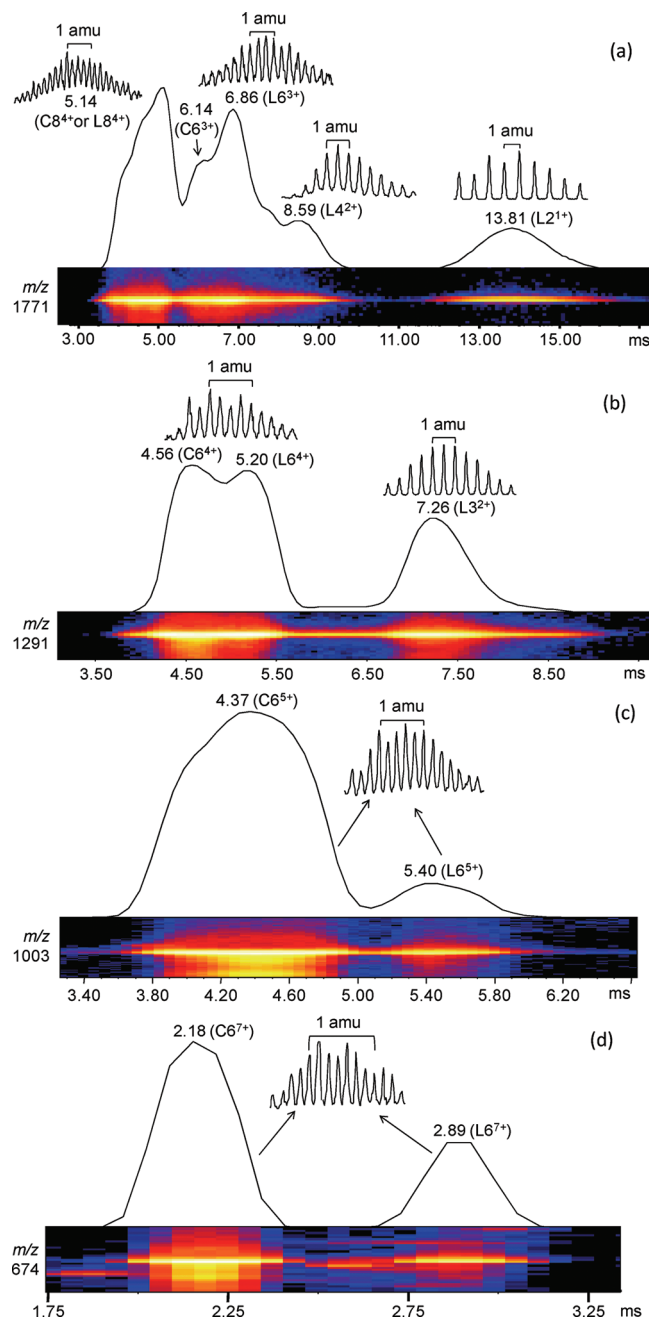 1 amu
(a)
1 amu
5.14
(C8⁴⁺or L8⁴⁺)
6.14
(C6³⁺)
6.86 (L6³⁺)
1 amu
1 amu
8.59 (L4²⁺)
13.81 (L2¹⁺)
m/z
1771
3.00 5.00 7.00 9.00 11.00 13.00 15.00 ms
1 amu
(b)
4.56 (C6⁴⁺)
5.20 (L6⁴⁺)
1 amu
7.26 (L3²⁺)
m/z
1291
3.50 4.50 5.50 6.50 7.50 8.50 ms
4.37 (C6⁵⁺)
(c)
1 amu
5.40 (L6⁵⁺)
m/z
1003
3.40 3.80 4.20 4.60 5.00 5.40 5.80 6.20 ms
2.18 (C6⁷⁺)
1 amu
(d)
2.89 (L6⁷⁺)
m/z
674
1.75 2.25 2.75 3.25 ms